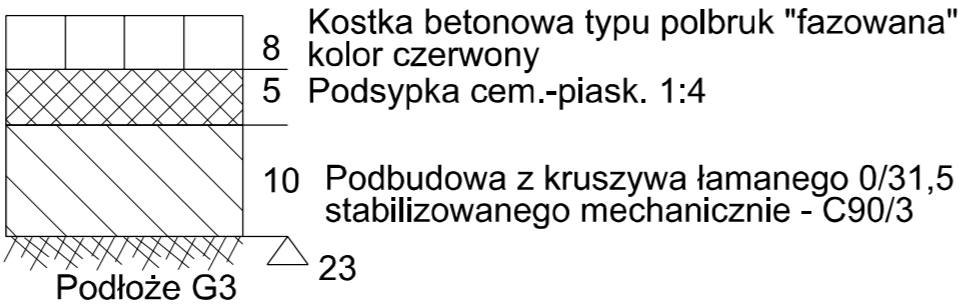 8 Kostka betonowa typu polbruk "fazowana"
kolor czerwony
5 Podsypka cem.-piask. 1:4
10 Podbudowa z kruszywa łamanego 0/31,5
stabilizowanego mechanicznie - C90/3
23
Podłoże G3